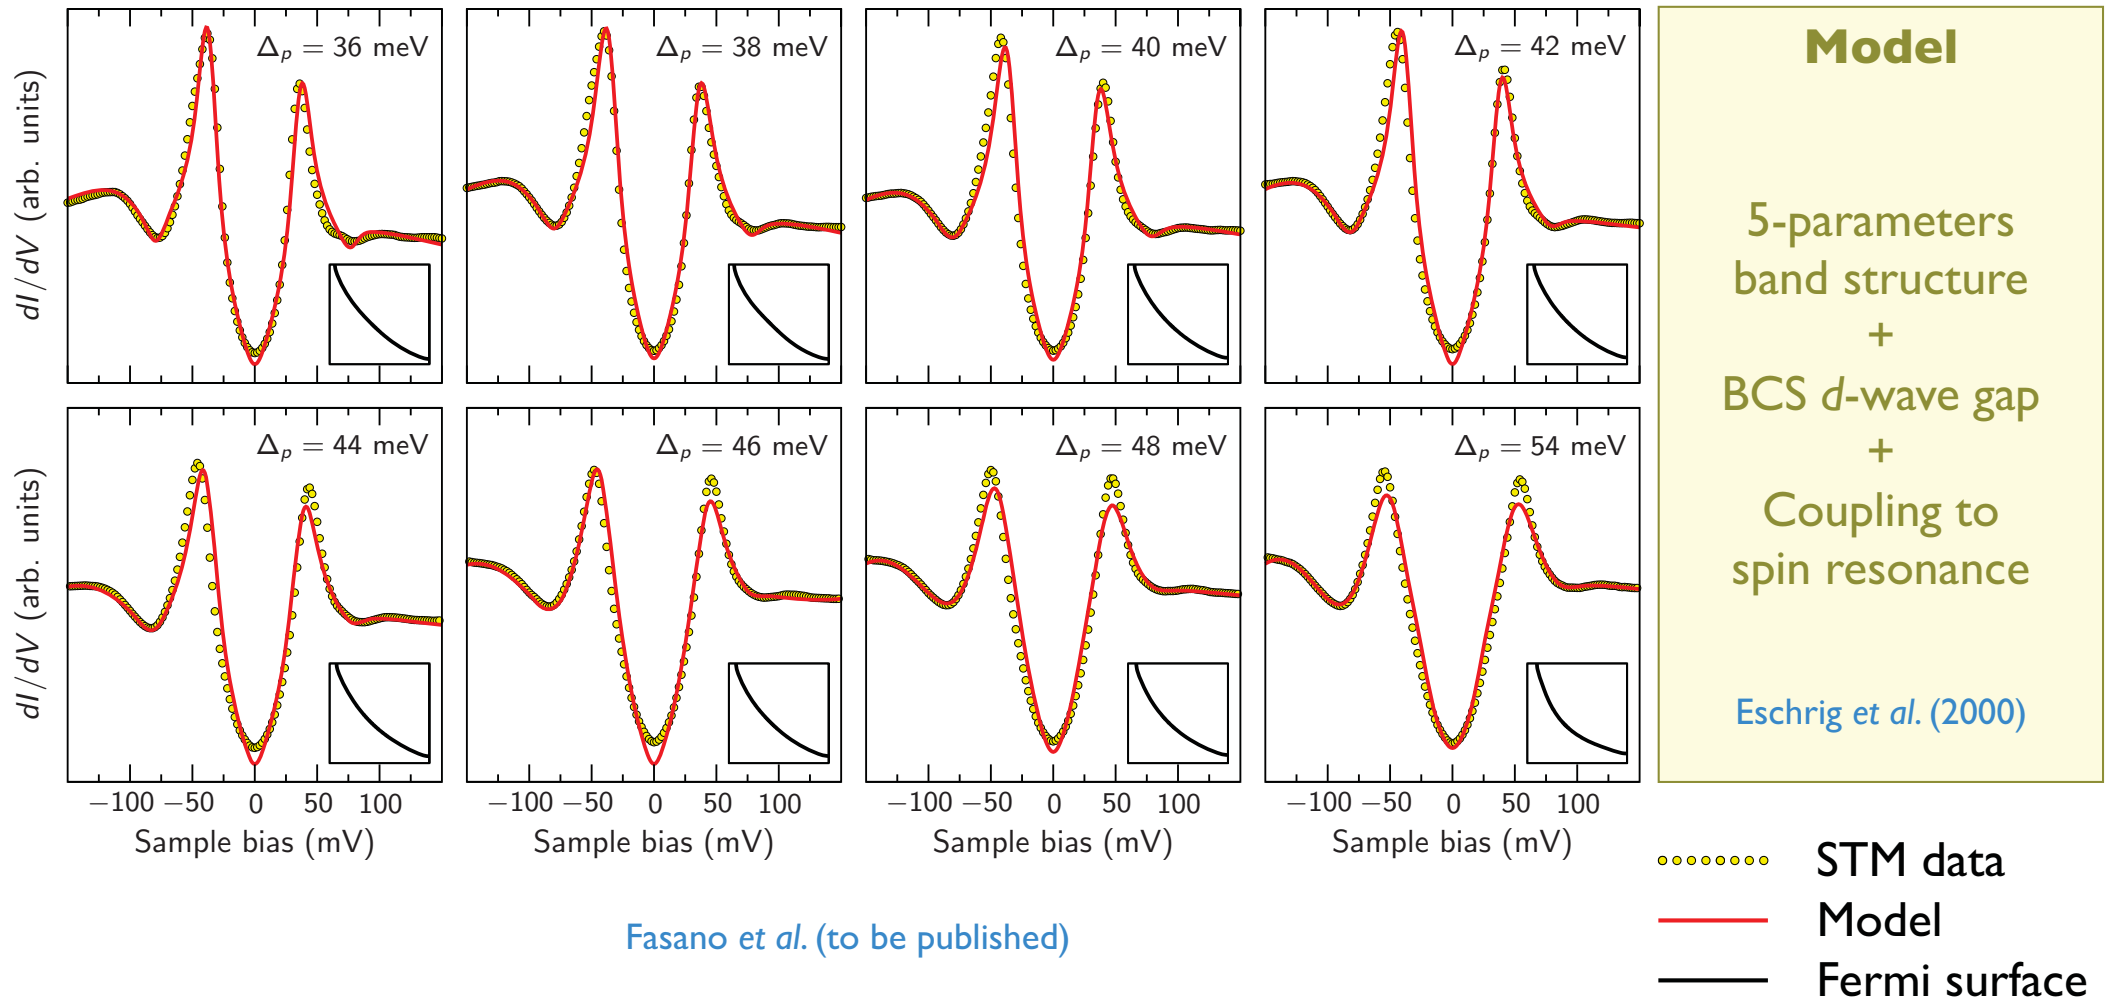 Δp = 36 meV
Δp = 38 meV
Δp = 40 meV
Δp = 42 meV
dI/dV (arb. units)
Δp = 44 meV
Δp = 46 meV
Δp = 48 meV
Δp = 54 meV
dI/dV (arb. units)
−100 −50 0 50 100
−100 −50 0 50 100
−100 −50 0 50 100
−100 −50 0 50 100
Sample bias (mV)
Sample bias (mV)
Sample bias (mV)
Sample bias (mV)
Model
5-parameters
band structure
+
BCS d-wave gap
+
Coupling to
spin resonance
Eschrig et al. (2000)
STM data
Model
Fermi surface
Fasano et al. (to be published)